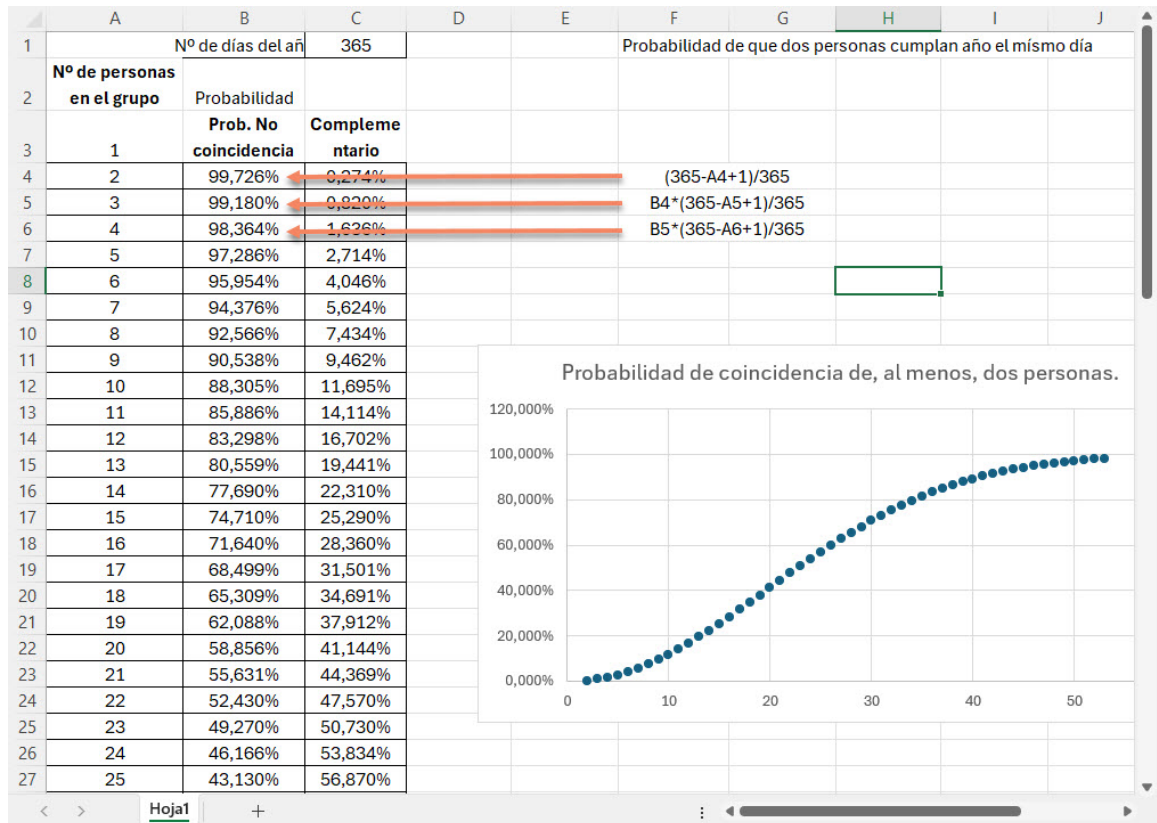 A B C D E F G H I J
1 Nº de días del añ 365 Probabilidad de que dos personas cumplan año el mísmo día
Nº de personas
2 en el grupo Probabilidad
Prob. No Compleme
3 1 coincidencia ntario
4 2 99,726% 0,274% (365-A4+1)/365
5 3 99,180% 0,820% B4*(365-A5+1)/365
6 4 98,364% 1,636% B5*(365-A6+1)/365
7 5 97,286% 2,714%
8 6 95,954% 4,046%
9 7 94,376% 5,624%
10 8 92,566% 7,434%
11 9 90,538% 9,462%
12 10 88,305% 11,695%
13 11 85,886% 14,114%
14 12 83,298% 16,702%
15 13 80,559% 19,441%
16 14 77,690% 22,310%
17 15 74,710% 25,290%
18 16 71,640% 28,360%
19 17 68,499% 31,501%
20 18 65,309% 34,691%
21 19 62,088% 37,912%
22 20 58,856% 41,144%
23 21 55,631% 44,369%
24 22 52,430% 47,570%
25 23 49,270% 50,730%
26 24 46,166% 53,834%
27 25 43,130% 56,870%
Probabilidad de coincidencia de, al menos, dos personas.
120,000%
100,000%
80,000%
60,000%
40,000%
20,000%
0,000%
0 10 20 30 40 50
Hoja1